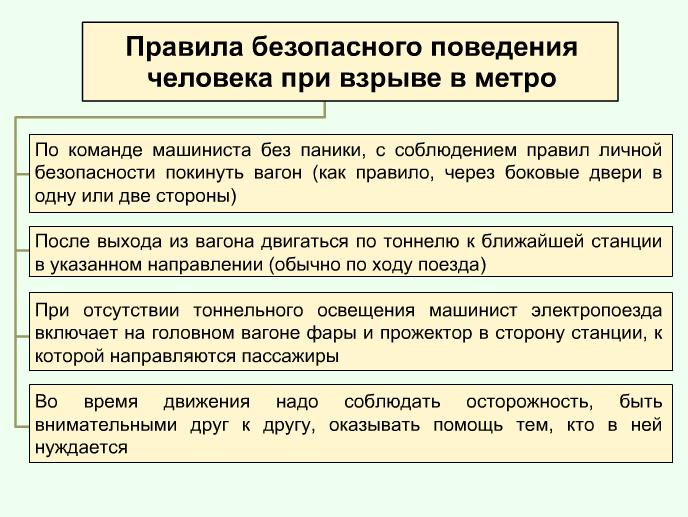 Правила безопасного поведения
человека при взрыве в метро
По команде машиниста без паники, с соблюдением правил личной
безопасности покинуть вагон (как правило, через боковые двери в
одну или две стороны)
После выхода из вагона двигаться по тоннелю к ближайшей станции
в указанном направлении (обычно по ходу поезда)
При отсутствии тоннельного освещения машинист электропоезда
включает на головном вагоне фары и прожектор в сторону станции, к
которой направляются пассажиры
Во время движения надо соблюдать осторожность, быть
внимательными друг к другу, оказывать помощь тем, кто в ней
нуждается